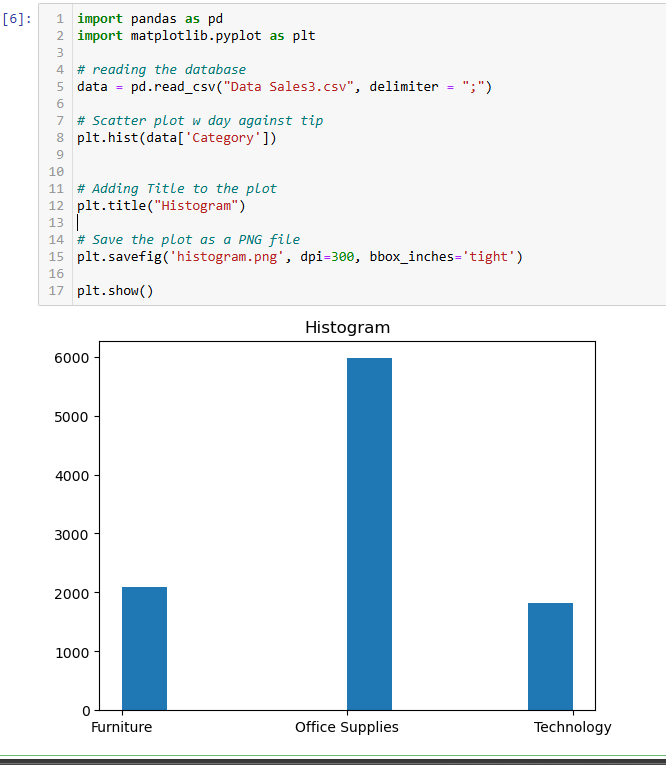 [6]:
1 import pandas as pd
2 import matplotlib.pyplot as plt
3
4 # reading the database
5 data = pd.read_csv("Data Sales3.csv", delimiter = ";")
6
7 # Scatter plot w day against tip
8 plt.hist(data['Category'])
9
10
11 # Adding Title to the plot
12 plt.title("Histogram")
13
14 # Save the plot as a PNG file
15 plt.savefig('histogram.png', dpi=300, bbox_inches='tight')
16
17 plt.show()
Histogram
6000
5000
4000
3000
2000
1000
0
Furniture Office Supplies Technology